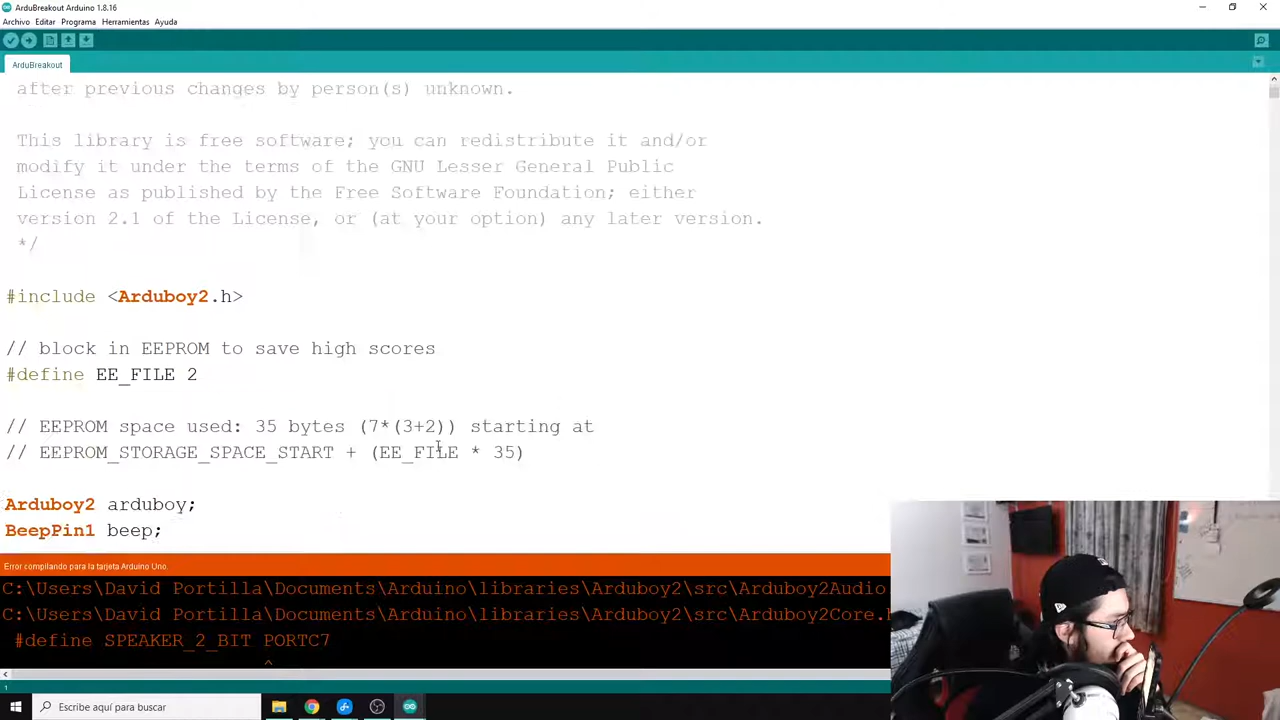 ArduBreakout Arduino 1.8.16
Archivo Editar Programa Herramientas Ayuda
ArduBreakout
after previous changes by person(s) unknown.
This library is free software; you can redistribute it and/or
modify it under the terms of the GNU Lesser General Public
License as published by the Free Software Foundation; either
version 2.1 of the License, or (at your option) any later version.
*/
#include <Arduboy2.h>
// block in EEPROM to save high scores
#define EE_FILE 2
// EEPROM space used: 35 bytes (7*(3+2)) starting at
// EEPROM_STORAGE_SPACE_START + (EE_FILE * 35)
Arduboy2 arduboy;
BeepPin1 beep;
Error compilando para la tarjeta Arduino Uno.
C:\Users\David Portilla\Documents\Arduino\libraries\Arduboy2\src\Arduboy2Audio
C:\Users\David Portilla\Documents\Arduino\libraries\Arduboy2\src\Arduboy2Core.h
#define SPEAKER_2_BIT PORTC7
^
1
Escribe aquí para buscar